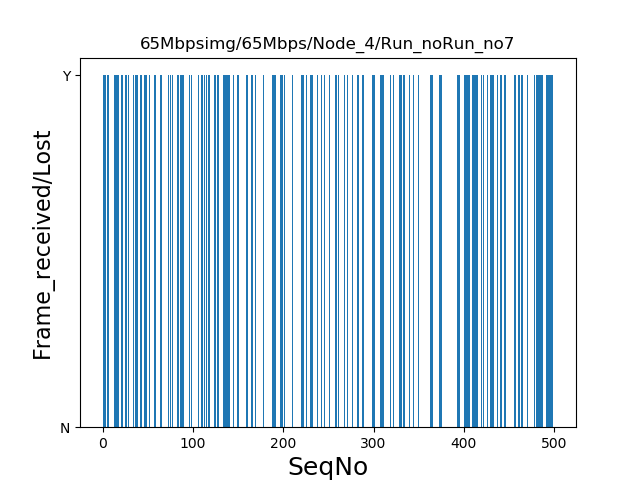 65Mbpsimg/65Mbps/Node_4/Run_noRun_no7
Y
Frame_received/Lost
N
0 100 200 300 400 500
SeqNo